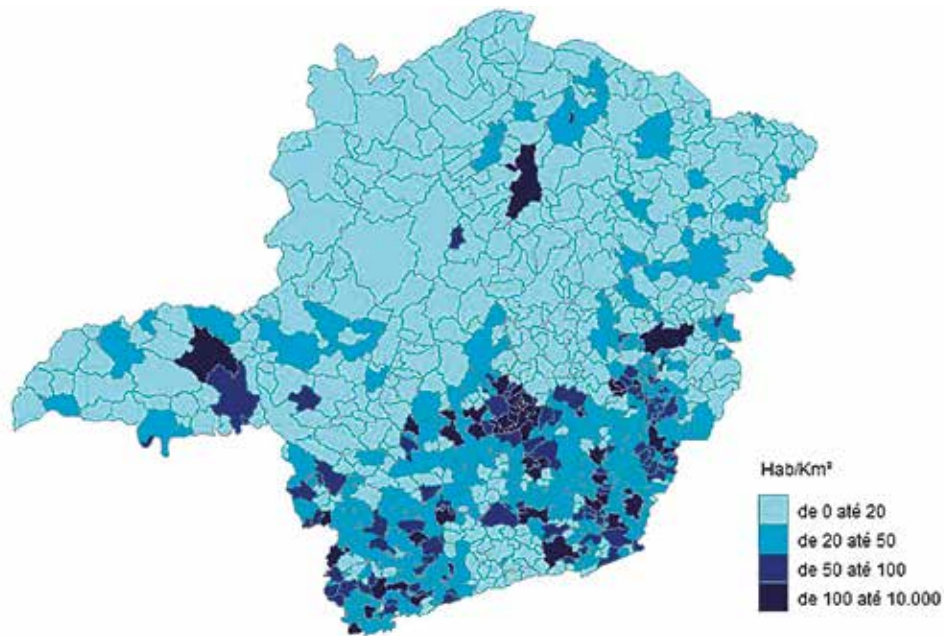 Hab/Km²
de 0 até 20
de 20 até 50
de 50 até 100
de 100 até 10.000